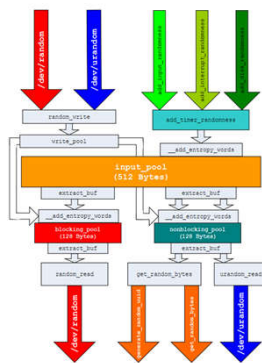 /dev/random
/dev/urandom
add_input_randomness
add_interrupt_randomness
add_disk_randomness
random_write
add_timer_randomness
write_pool
__add_entropy_words
input_pool
(512 Bytes)
extract_buf
extract_buf
__add_entropy_words
__add_entropy_words
blocking_pool
(128 Bytes)
nonblocking_pool
(128 Bytes)
extract_buf
extract_buf
random_read
get_random_bytes
urandom_read
/dev/random
generate_random_uuid
get_random_bytes
/dev/urandom